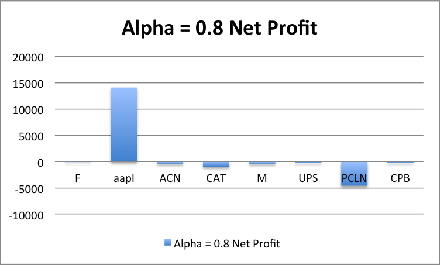 Alpha = 0.8 Net Profit
20000
15000
10000
5000
0
F aapl ACN CAT M UPS PCLN CPB
-5000
-10000
Alpha = 0.8 Net Profit